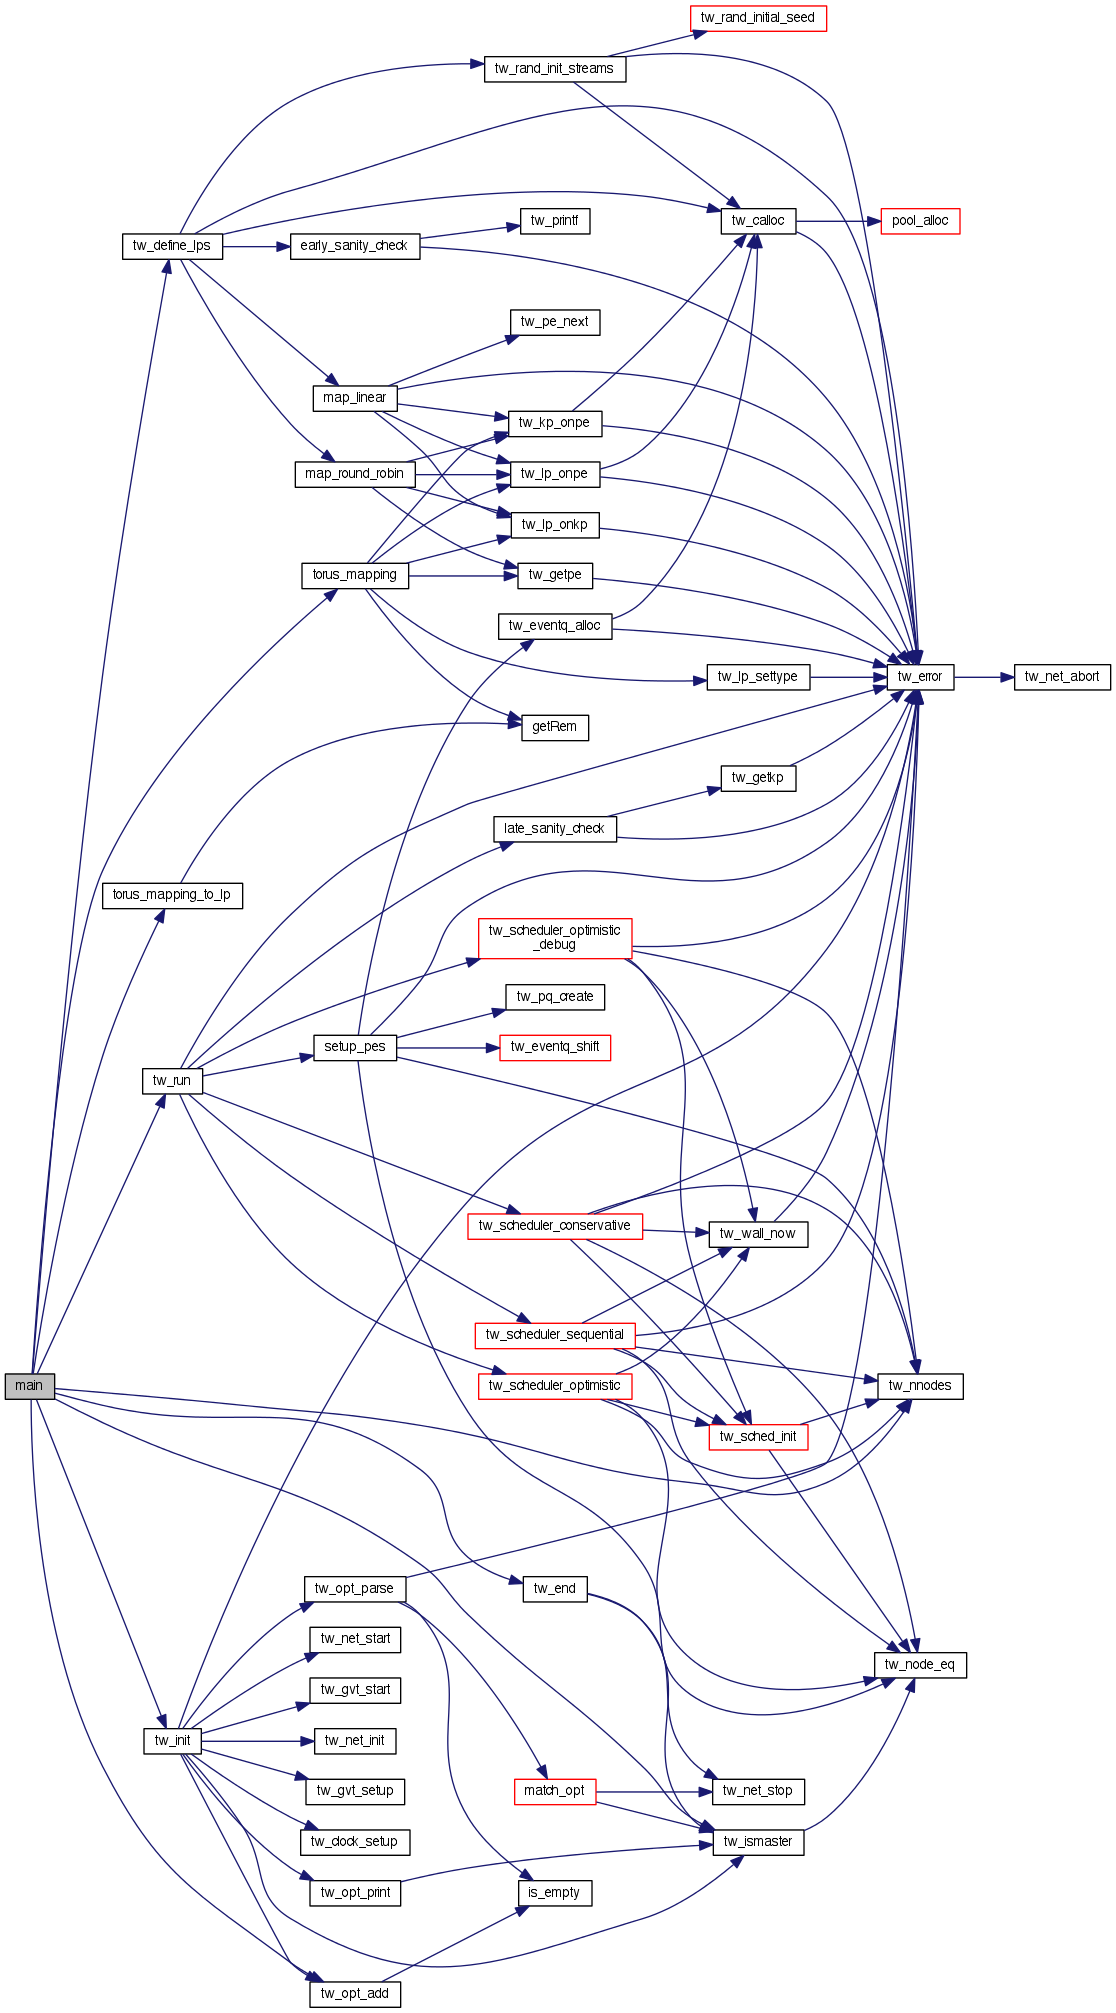 tw_rand_initial_seed
tw_rand_init_streams
tw_define_lps
early_sanity_check
tw_printf
tw_calloc
pool_alloc
tw_pe_next
map_linear
tw_kp_onpe
map_round_robin
tw_lp_onpe
tw_lp_onkp
torus_mapping
tw_getpe
tw_eventq_alloc
tw_lp_settype
tw_error
tw_net_abort
getRem
tw_getkp
late_sanity_check
torus_mapping_to_lp
tw_scheduler_optimistic
_debug
tw_pq_create
setup_pes
tw_eventq_shift
tw_run
tw_scheduler_conservative
tw_wall_now
tw_scheduler_sequential
main
tw_scheduler_optimistic
tw_nnodes
tw_sched_init
tw_opt_parse
tw_end
tw_net_start
tw_node_eq
tw_gvt_start
tw_init
tw_net_init
tw_gvt_setup
match_opt
tw_net_stop
tw_clock_setup
tw_ismaster
tw_opt_print
is_empty
tw_opt_add